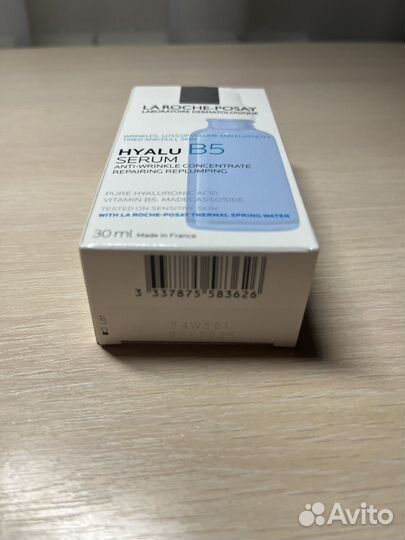 LA ROCHE-POSAY
LABORATOIRE DERMATOLOGIQUE
WRINKLES, LOSS OF VOLUME AND ELASTICITY
TIRED AND DULL SKIN
HYALU B5
SERUM
ANTI-WRINKLE CONCENTRATE
REPAIRING REPLUMPING
PURE HYALURONIC ACID
VITAMIN B5. MADECASSOSIDE
TESTED ON SENSITIVE SKIN
WITH LA ROCHE-POSAY THERMAL SPRING WATER
30 ml Made in France
3 337875 583626
54W501
Avito